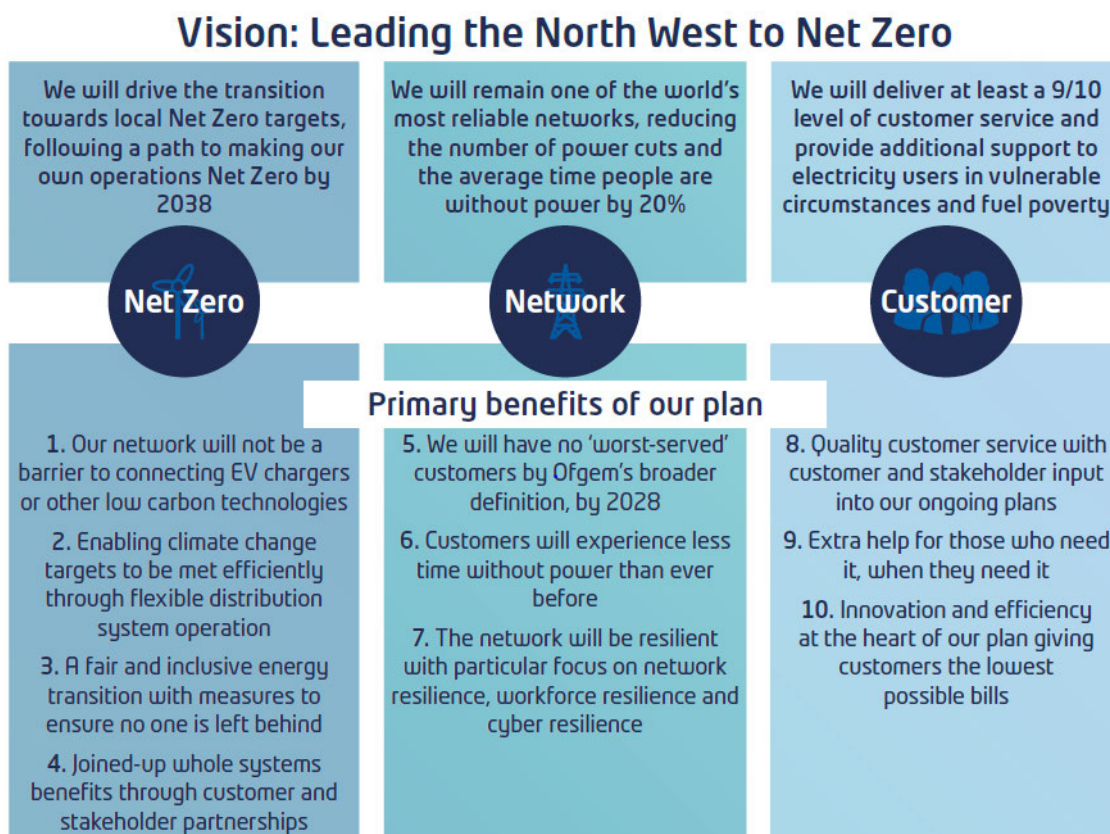 Vision: Leading the North West to Net Zero
We will drive the transition
towards local Net Zero targets,
following a path to making our
own operations Net Zero by
2038
We will remain one of the world's
most reliable networks, reducing
the number of power cuts and
the average time people are
without power by 20%
We will deliver at least a 9/10
level of customer service and
provide additional support to
electricity users in vulnerable
circumstances and fuel poverty
Net Zero
Network
Customer
Primary benefits of our plan
1. Our network will not be a
barrier to connecting EV chargers
or other low carbon technologies
2. Enabling climate change
targets to be met efficiently
through flexible distribution
system operation
3. A fair and inclusive energy
transition with measures to
ensure no one is left behind
4. Joined-up whole systems
benefits through customer and
stakeholder partnerships
5. We will have no 'worst-served'
customers by Ofgem's broader
definition, by 2028
6. Customers will experience less
time without power than ever
before
7. The network will be resilient
with particular focus on network
resilience, workforce resilience and
cyber resilience
8. Quality customer service with
customer and stakeholder input
into our ongoing plans
9. Extra help for those who need
it, when they need it
10. Innovation and efficiency
at the heart of our plan giving
customers the lowest
possible bills